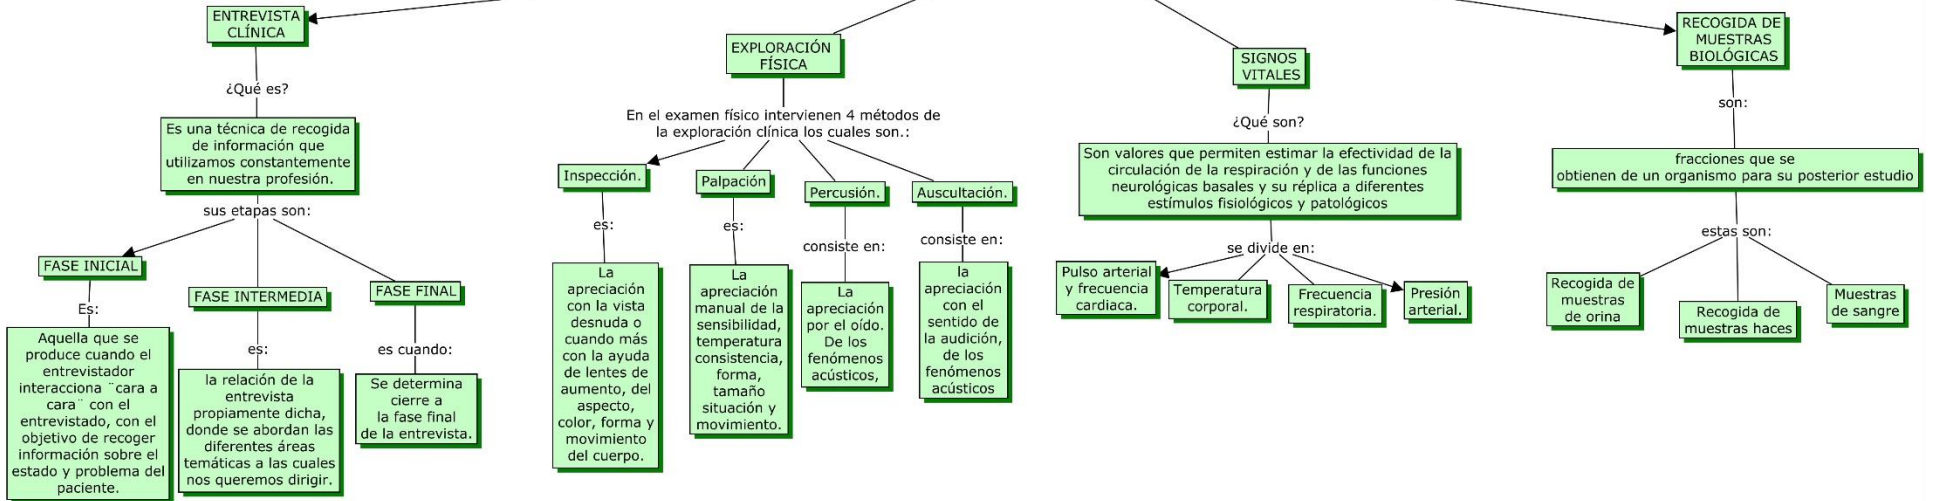 ENTREVISTA
CLÍNICA
¿Qué es?
Es una técnica de recogida
de información que
utilizamos constantemente
en nuestra profesión.
sus etapas son:
FASE INICIAL
Es:
Aquella que se
produce cuando el
entrevistador
interacciona ¨cara a
cara¨ con el
entrevistado, con el
objetivo de recoger
información sobre el
estado y problema del
paciente.
FASE INTERMEDIA
es:
la relación de la
entrevista
propiamente dicha,
donde se abordan las
diferentes áreas
temáticas a las cuales
nos queremos dirigir.
FASE FINAL
es cuando:
Se determina
cierre a
la fase final
de la entrevista.
EXPLORACIÓN
FÍSICA
En el examen físico intervienen 4 métodos de
la exploración clínica los cuales son.:
Inspección.
es:
La
apreciación
con la vista
desnuda o
cuando más
con la ayuda
de lentes de
aumento, del
aspecto,
color, forma y
movimiento
del cuerpo.
Palpación
es:
La
apreciación
manual de la
sensibilidad,
temperatura
consistencia,
forma,
tamaño
situación y
movimiento.
Percusión.
consiste en:
La
apreciación
por el oído.
De los
fenómenos
acústicos,
Auscultación.
consiste en:
la
apreciación
con el
sentido de
la audición,
de los
fenómenos
acústicos
SIGNOS
VITALES
¿Qué son?
Son valores que permiten estimar la efectividad de la
circulación de la respiración y de las funciones
neurológicas basales y su réplica a diferentes
estímulos fisiológicos y patológicos
se divide en:
Pulso arterial
y frecuencia
cardiaca.
Temperatura
corporal.
Frecuencia
respiratoria.
Presión
arterial.
RECOGIDA DE
MUESTRAS
BIOLÓGICAS
son:
fracciones que se
obtienen de un organismo para su posterior estudio
estas son:
Recogida de
muestras
de orina
Recogida de
muestras haces
Muestras
de sangre